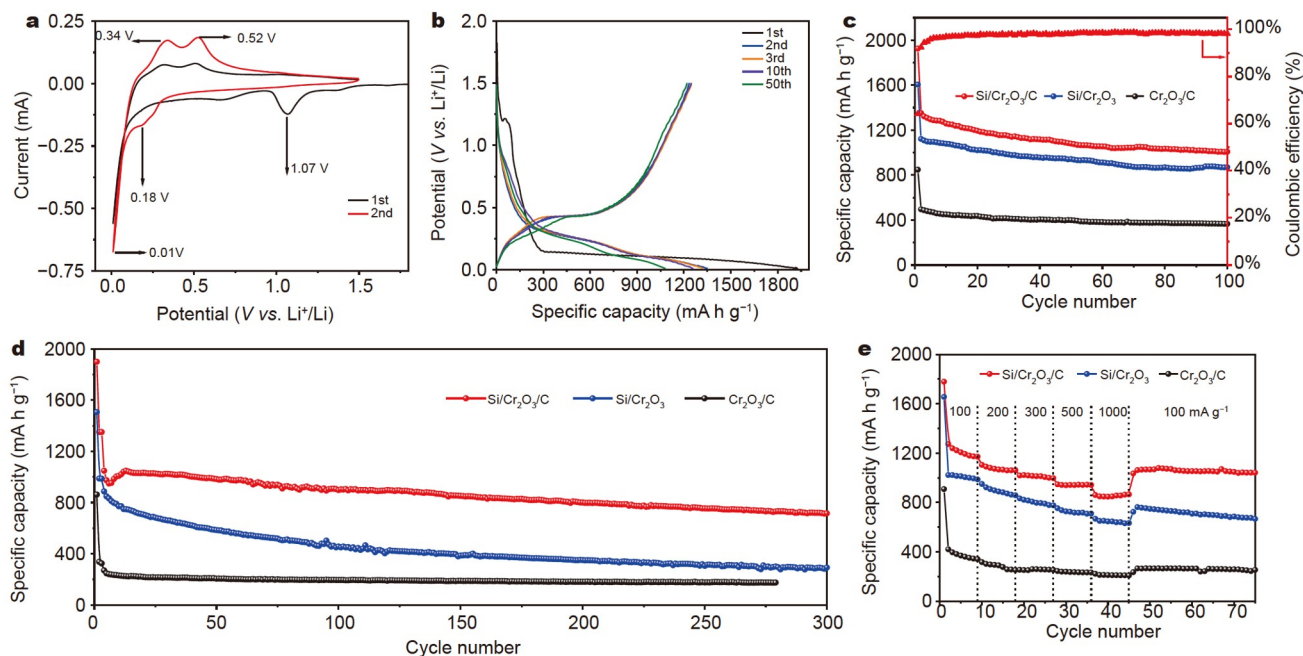 a
0.34 V
0.52 V
0.18 V
1.07 V
0.01V
1st
2nd
0.00
−0.25
−0.50
−0.75
0.0
0.5
1.0
1.5
Current (mA)
Potential (V vs. Li⁺/Li)
b
2.0
1.5
1.0
0.5
0.0
1st
2nd
3rd
10th
50th
0
300
600
900
1200
1500
1800
Potential (V vs. Li⁺/Li)
Specific capacity (mA h g⁻¹)
c
2000
1600
1200
800
400
0
100%
80%
60%
40%
20%
0%
Si/Cr₂O₃/C
Si/Cr₂O₃
Cr₂O₃/C
0
20
40
60
80
100
Specific capacity (mA h g⁻¹)
Coulombic efficiency (%)
Cycle number
d
2000
1600
1200
800
400
0
Si/Cr₂O₃/C
Si/Cr₂O₃
Cr₂O₃/C
0
50
100
150
200
250
300
Specific capacity (mA h g⁻¹)
Cycle number
e
2000
1600
1200
800
400
0
Si/Cr₂O₃/C
Si/Cr₂O₃
Cr₂O₃/C
100
200
300
500
1000
100 mA g⁻¹
0
10
20
30
40
50
60
70
Specific capacity (mA h g⁻¹)
Cycle number